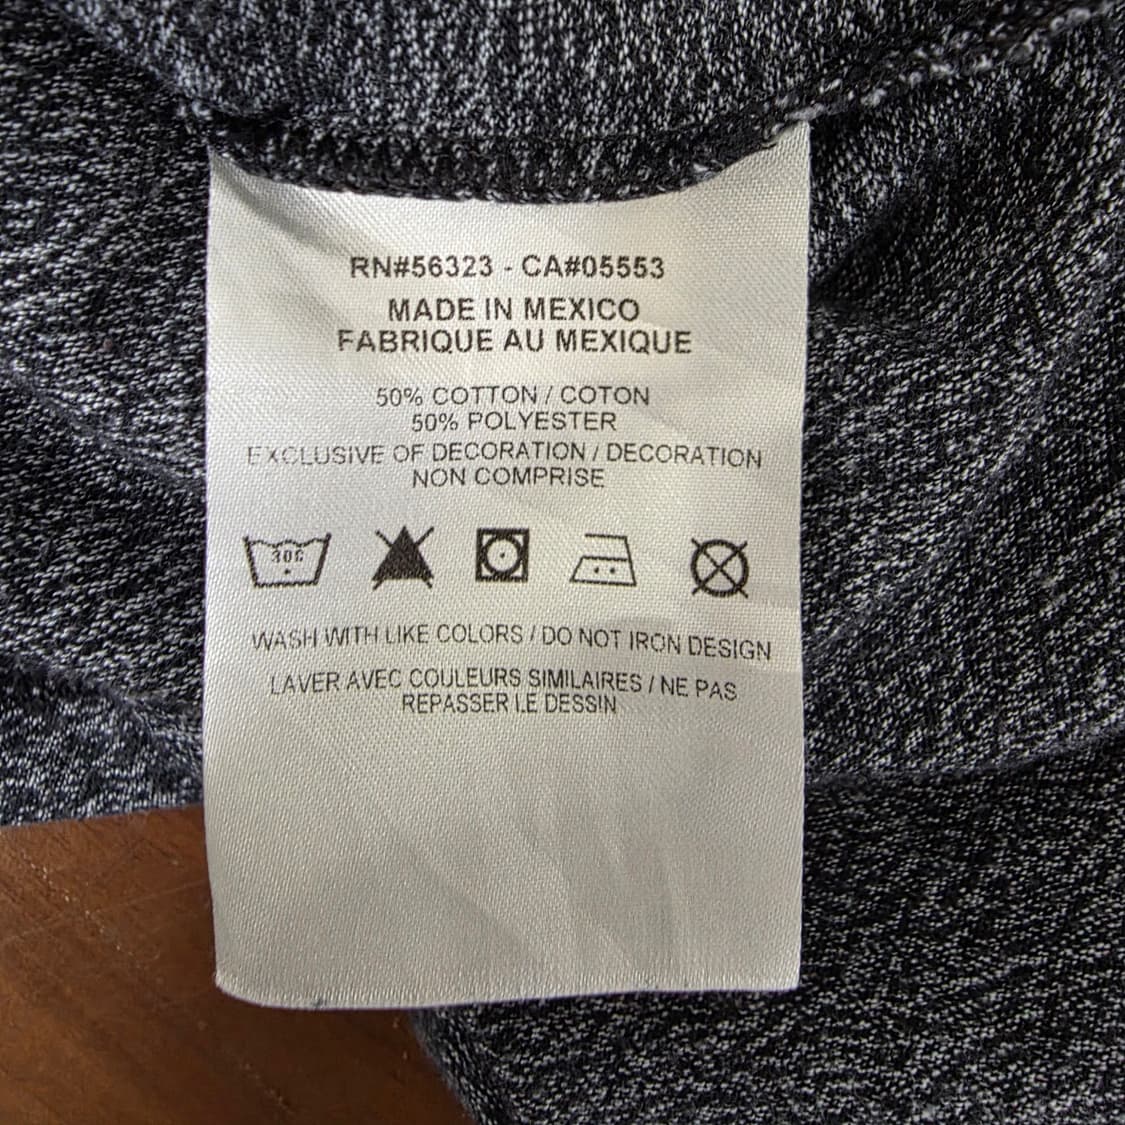 RN#56323 - CA#05553
MADE IN MEXICO
FABRIQUE AU MEXIQUE
50% COTTON / COTON
50% POLYESTER
EXCLUSIVE OF DECORATION / DECORATION
NON COMPRISE
30C
WASH WITH LIKE COLORS / DO NOT IRON DESIGN
LAVER AVEC COULEURS SIMILAIRES / NE PAS
REPASSER LE DESSIN